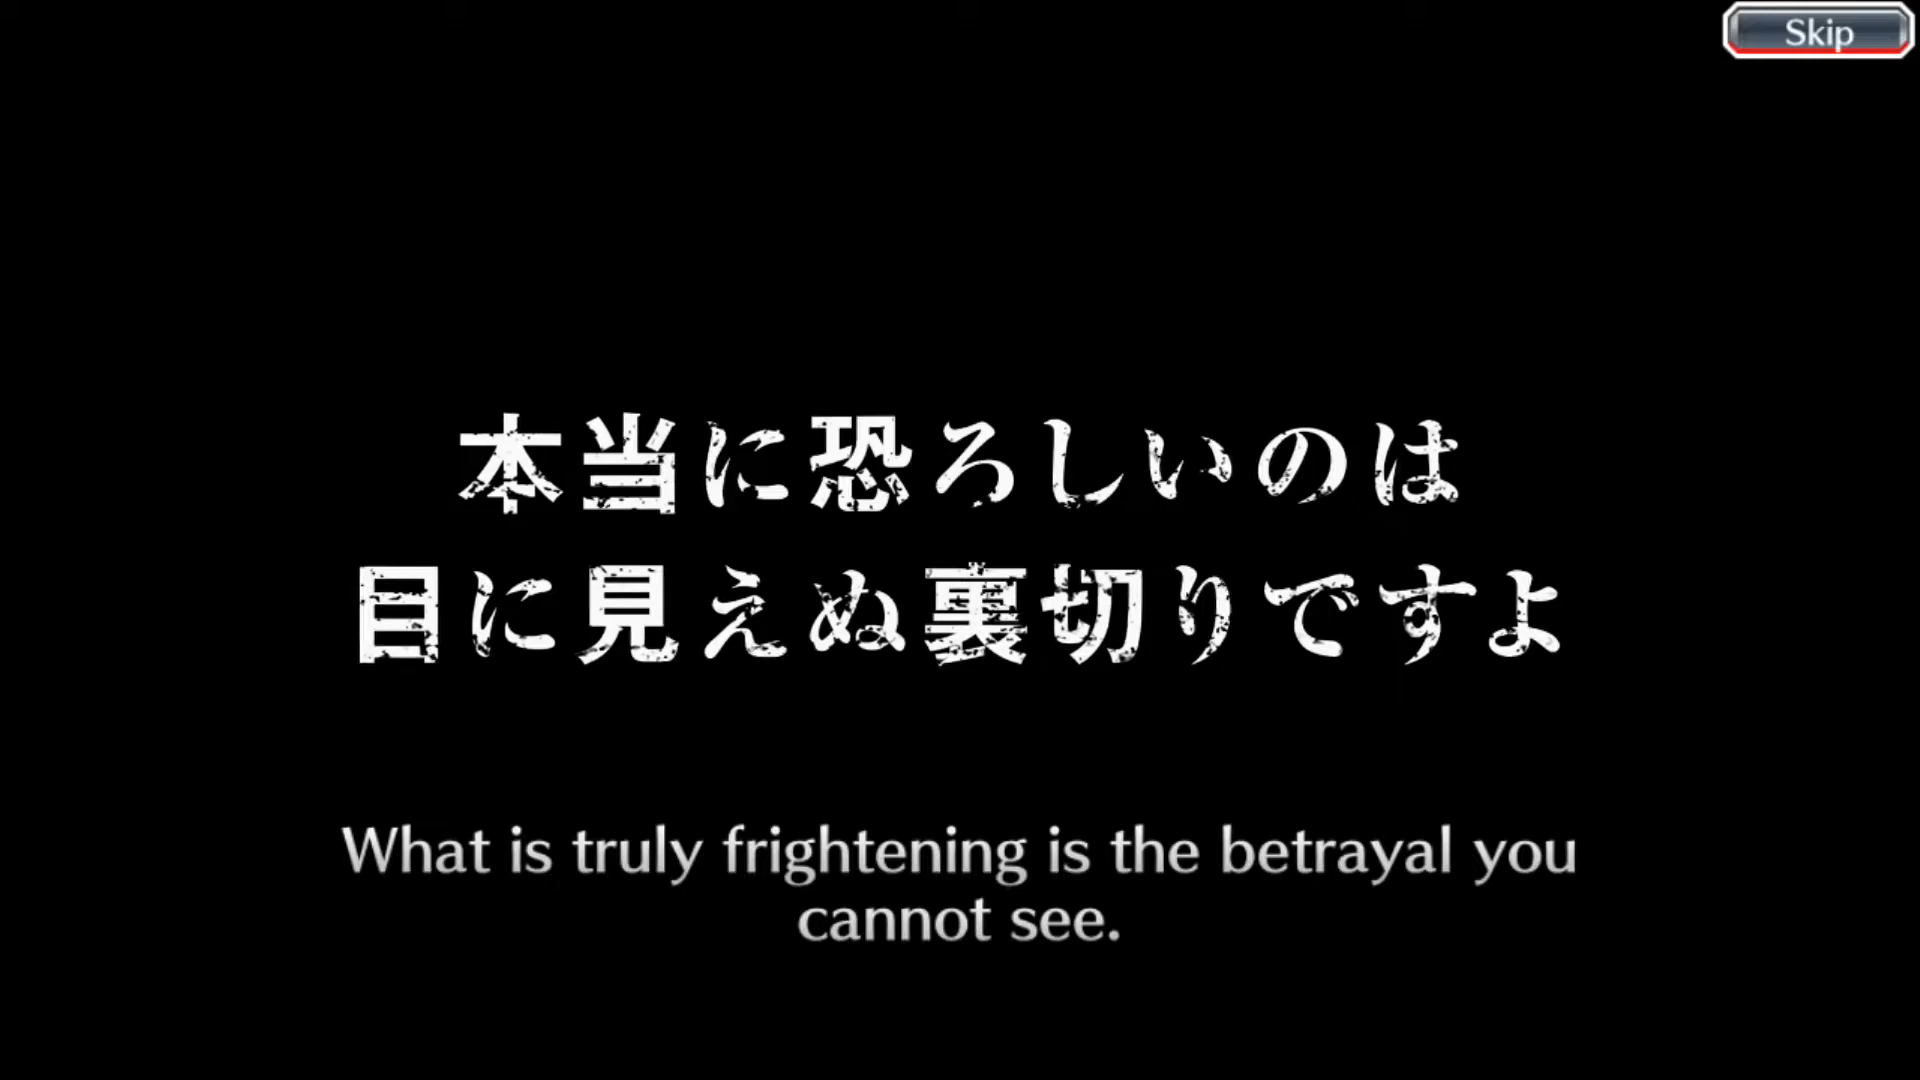 Skip
本当に恐ろしいのは
目に見えぬ裏切りですよ
What is truly frightening is the betrayal you
cannot see.